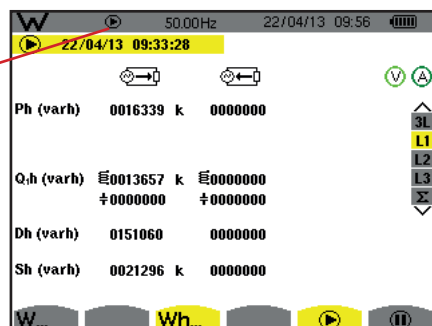 W 50.00Hz 22/04/13 09:56
22/04/13 09:33:28
V A
Ph (varh) 0016339 k 0000000
3L
L1
Q₁h (varh) 0013657 k 0000000
L2
÷0000000 ÷0000000
L3
Σ
Dh (varh) 0151060 0000000
Sh (varh) 0021296 k 0000000
W... Wh...